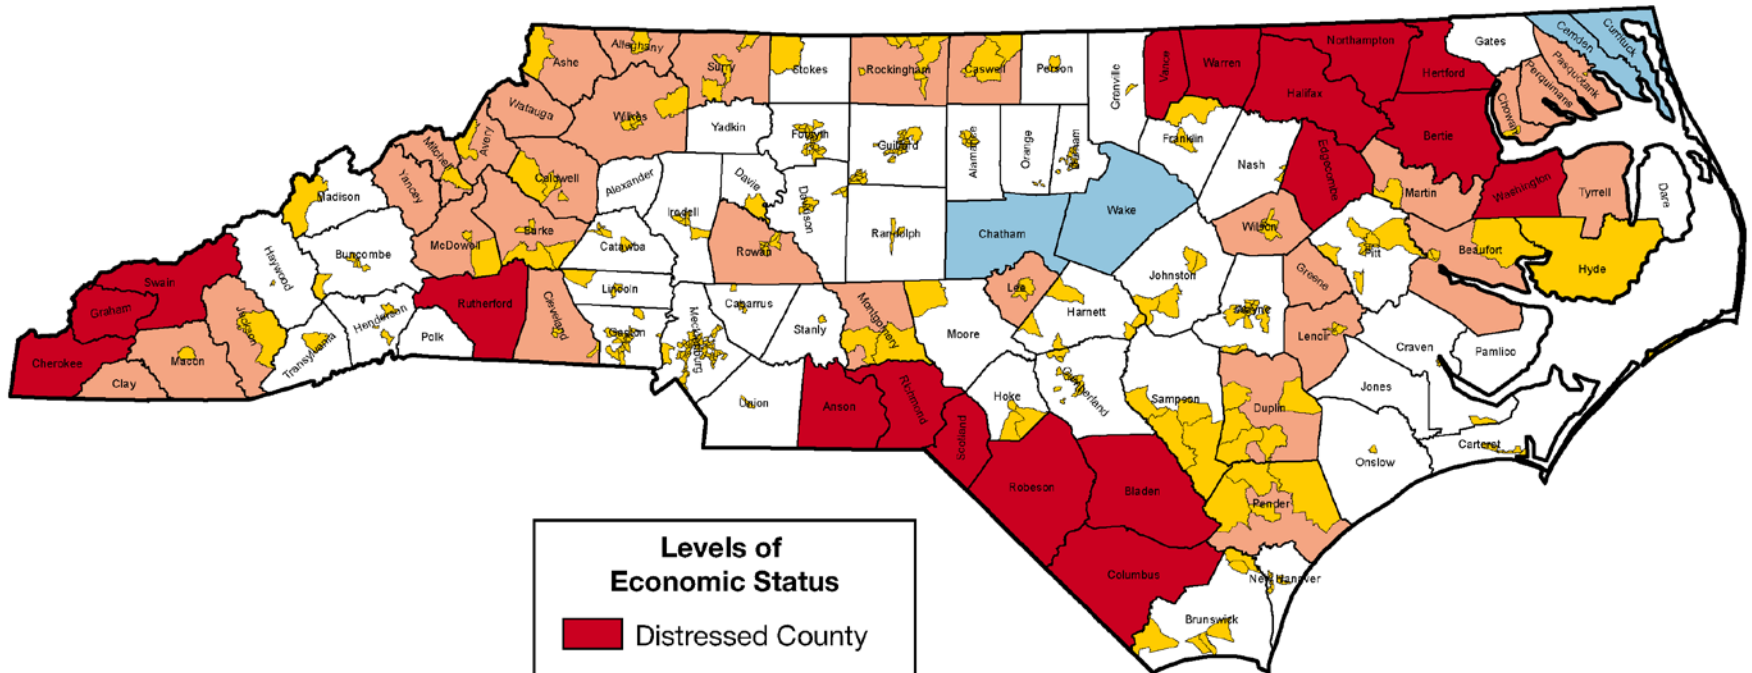 Alleghany
Ashe
Surry
Stokes
Rockingham
Caswell
Person
Granville
Vance
Warren
Northampton
Gates
Camden
Currituck
Hertford
Halifax
Pasquotank
Perquimans
Chowan
Watauga
Wilkes
Yadkin
Forsyth
Guilford
Alamance
Orange
Durham
Franklin
Nash
Edgecombe
Bertie
Avery
Mitchell
Yancey
Caldwell
Alexander
Davie
Iredell
Davidson
Randolph
Chatham
Wake
Wilson
Martin
Washington
Tyrrell
Dare
Madison
McDowell
Burke
Catawba
Rowan
Johnston
Pitt
Beaufort
Hyde
Haywood
Buncombe
Swain
Graham
Rutherford
Cleveland
Lincoln
Gaston
Cabarrus
Stanly
Montgomery
Moore
Lee
Harnett
Wayne
Greene
Lenoir
Craven
Pamlico
Jackson
Henderson
Polk
Transylvania
Macon
Cherokee
Clay
Mecklenburg
Union
Anson
Richmond
Scotland
Hoke
Cumberland
Sampson
Duplin
Jones
Onslow
Carteret
Robeson
Bladen
Pender
Columbus
New Hanover
Brunswick
Levels of
Economic Status
Distressed County